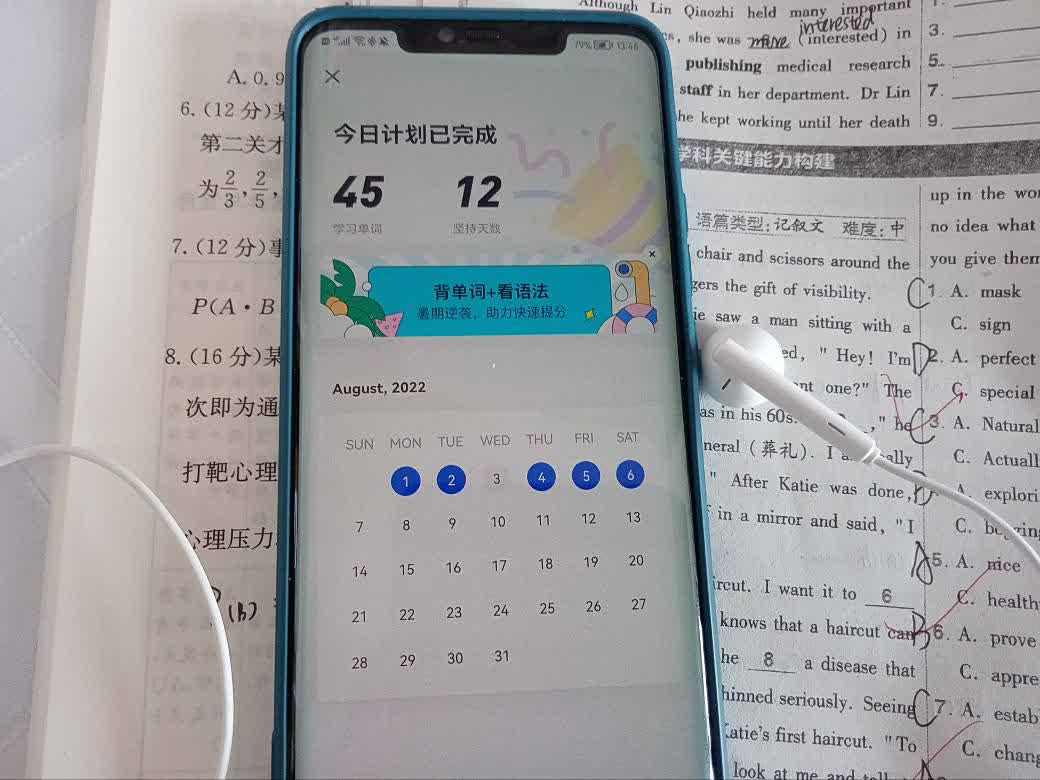 A. 0. 9
6. (12 分)某
第二关才
为2/3, 2/5,
7. (12 分)事
P(A · B
8. (16 分)某
次即为通
打靶心理
心理压力
(b)
79% 13:46
今日计划已完成
45 12
学习单词 坚持天数
背单词+看语法
暑期逆袭，助力快速提分
August, 2022
SUN MON TUE WED THU FRI SAT
1 2 3 4 5 6
7 8 9 10 11 12 13
14 15 16 17 18 19 20
21 22 23 24 25 26 27
28 29 30 31
Although Lin Qiaozhi held many important
interested
, she was more (interested) in
publishing medical research
staff in her department. Dr Lin
he kept working until her death
1.
3.
5.
7.
9.
学科关键能力构建
语篇类型:记叙文 难度:中
chair and scissors around the
gers the gift of visibility.
ie saw a man sitting with a
ed, "Hey! I'm
nt one?" The
as in his 60s. ," he
neral (葬礼). I ally
" After Katie was done,
in a mirror and said, "I
ircut. I want it to 6
knows that a haircut can
he 8 a disease that
hinned seriously. Seeing
Katie's first haircut. "To
look at me and tell
up in the wo
no idea what
you give them
C 1. A. mask
C. sign
D 2. A. perfect
C. special
C 3. A. Natural
C. Actuall
A. explori
C. beggin
A 5. A. nice
C. health
B 6. A. prove
C. appre
C 7. A. estab
C. chang